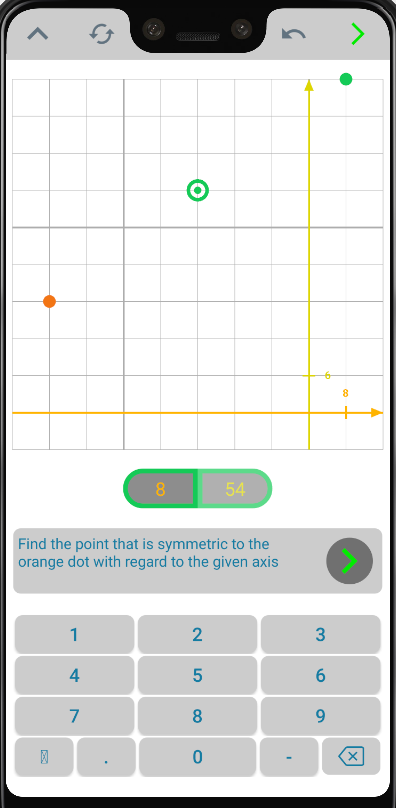 6
8
8 54
Find the point that is symmetric to the
orange dot with regard to the given axis
1 2 3
4 5 6
7 8 9
. 0 -